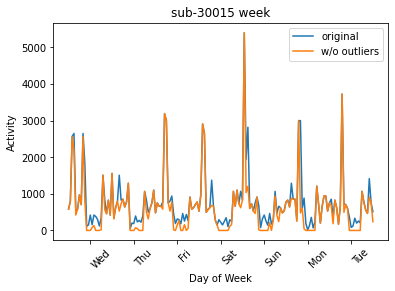 sub-30015 week
original
w/o outliers
Activity
5000
4000
3000
2000
1000
0
Wed
Thu
Fri
Sat
Sun
Mon
Tue
Day of Week